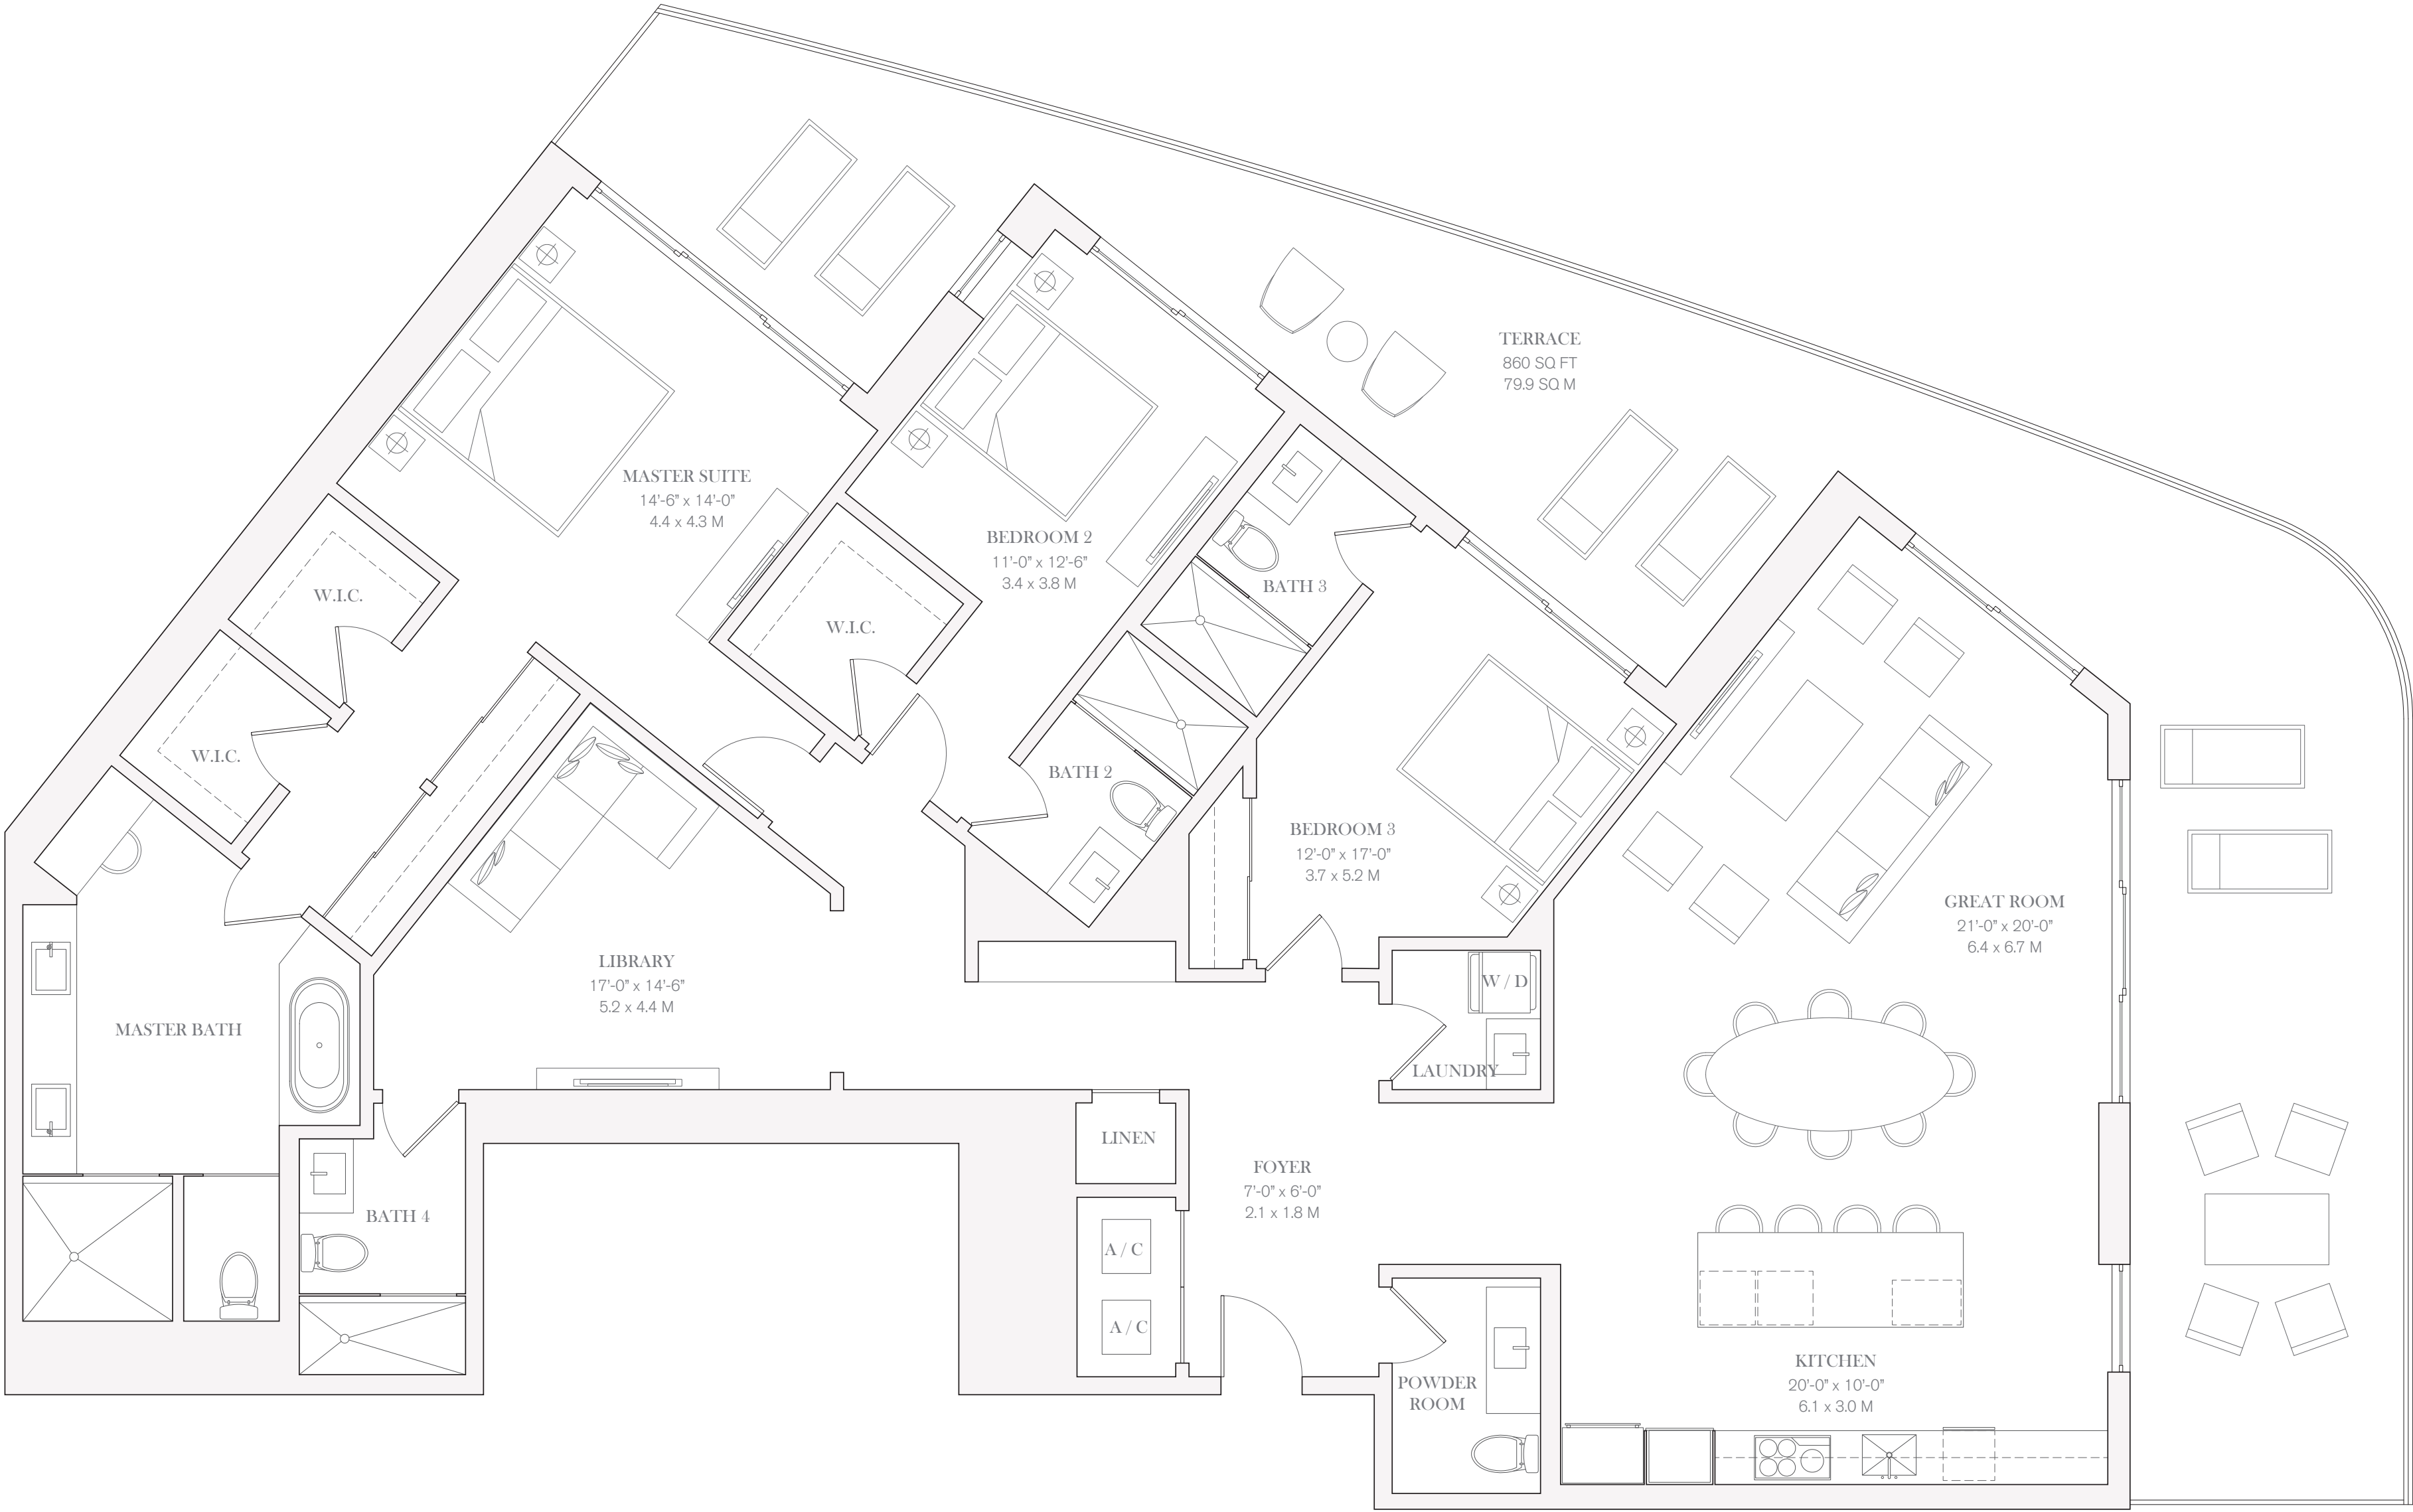 TERRACE
860 SQ FT
79.9 SQ M
MASTER SUITE
14'-6" x 14'-0"
4.4 x 4.3 M
BEDROOM 2
11'-0" x 12'-6"
3.4 x 3.8 M
BATH 3
W.I.C.
W.I.C.
W.I.C.
BATH 2
BEDROOM 3
12'-0" x 17'-0"
3.7 x 5.2 M
GREAT ROOM
21'-0" x 20'-0"
6.4 x 6.7 M
LIBRARY
17'-0" x 14'-6"
5.2 x 4.4 M
W / D
MASTER BATH
LAUNDRY
LINEN
FOYER
7'-0" x 6'-0"
2.1 x 1.8 M
BATH 4
A / C
A / C
KITCHEN
20'-0" x 10'-0"
6.1 x 3.0 M
POWDER
ROOM